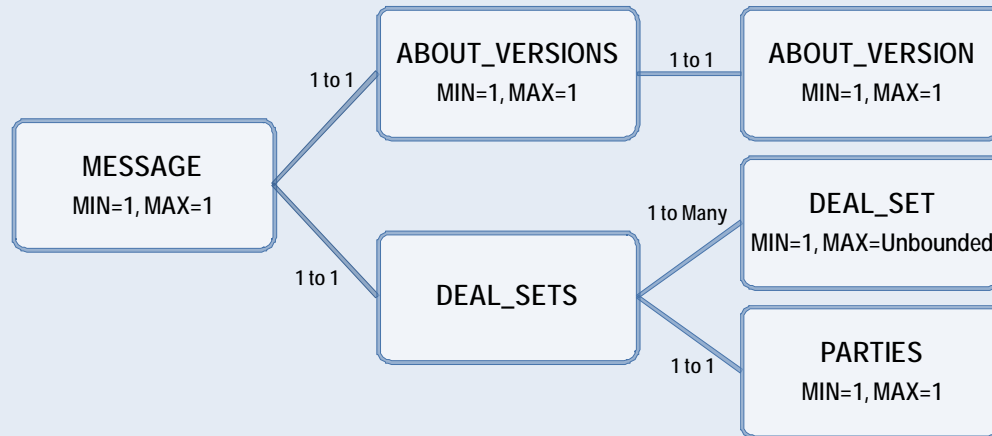 ABOUT_VERSIONS
MIN=1, MAX=1
1 to 1
ABOUT_VERSION
MIN=1, MAX=1
1 to 1
MESSAGE
MIN=1, MAX=1
1 to Many
DEAL_SET
MIN=1, MAX=Unbounded
1 to 1
DEAL_SETS
1 to 1
PARTIES
MIN=1, MAX=1